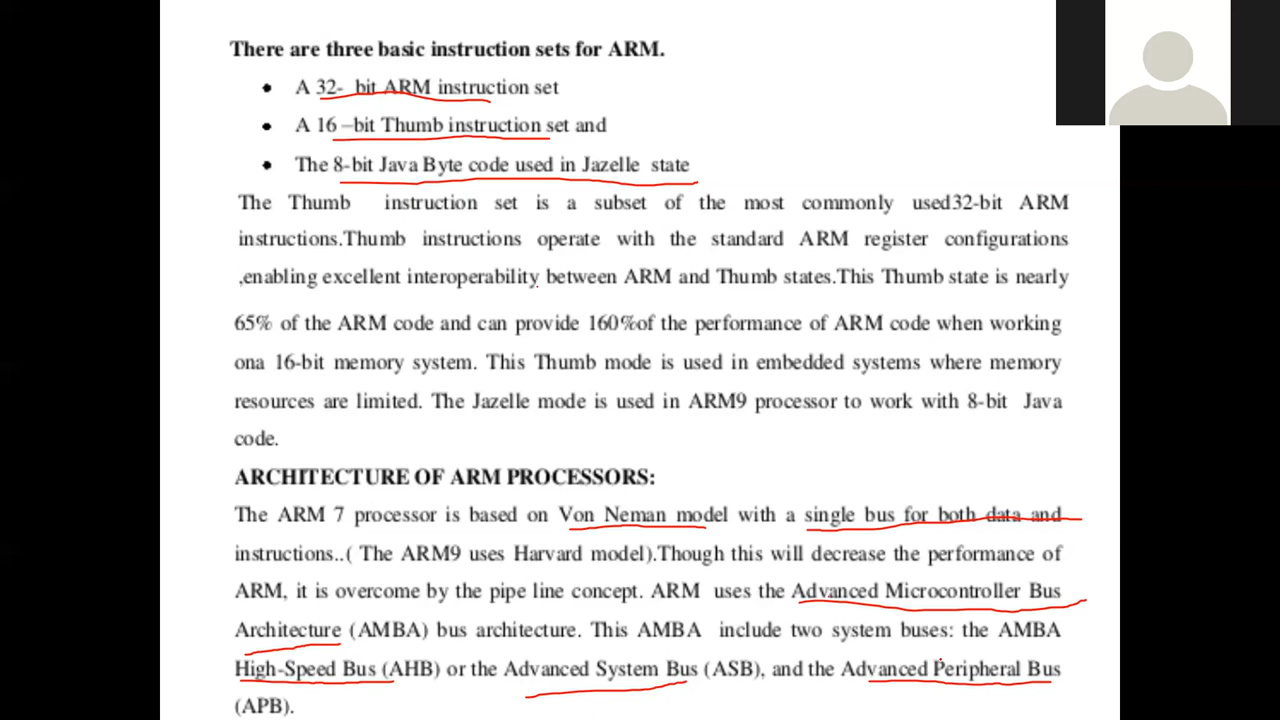 There are three basic instruction sets for ARM.
• A 32- bit ARM instruction set
• A 16 –bit Thumb instruction set and
• The 8-bit Java Byte code used in Jazelle state
The Thumb instruction set is a subset of the most commonly used32-bit ARM
instructions.Thumb instructions operate with the standard ARM register configurations
,enabling excellent interoperability between ARM and Thumb states.This Thumb state is nearly
65% of the ARM code and can provide 160%of the performance of ARM code when working
ona 16-bit memory system. This Thumb mode is used in embedded systems where memory
resources are limited. The Jazelle mode is used in ARM9 processor to work with 8-bit Java
code.
ARCHITECTURE OF ARM PROCESSORS:
The ARM 7 processor is based on Von Neman model with a single bus for both data and
instructions..( The ARM9 uses Harvard model).Though this will decrease the performance of
ARM, it is overcome by the pipe line concept. ARM uses the Advanced Microcontroller Bus
Architecture (AMBA) bus architecture. This AMBA include two system buses: the AMBA
High-Speed Bus (AHB) or the Advanced System Bus (ASB), and the Advanced Peripheral Bus
(APB).